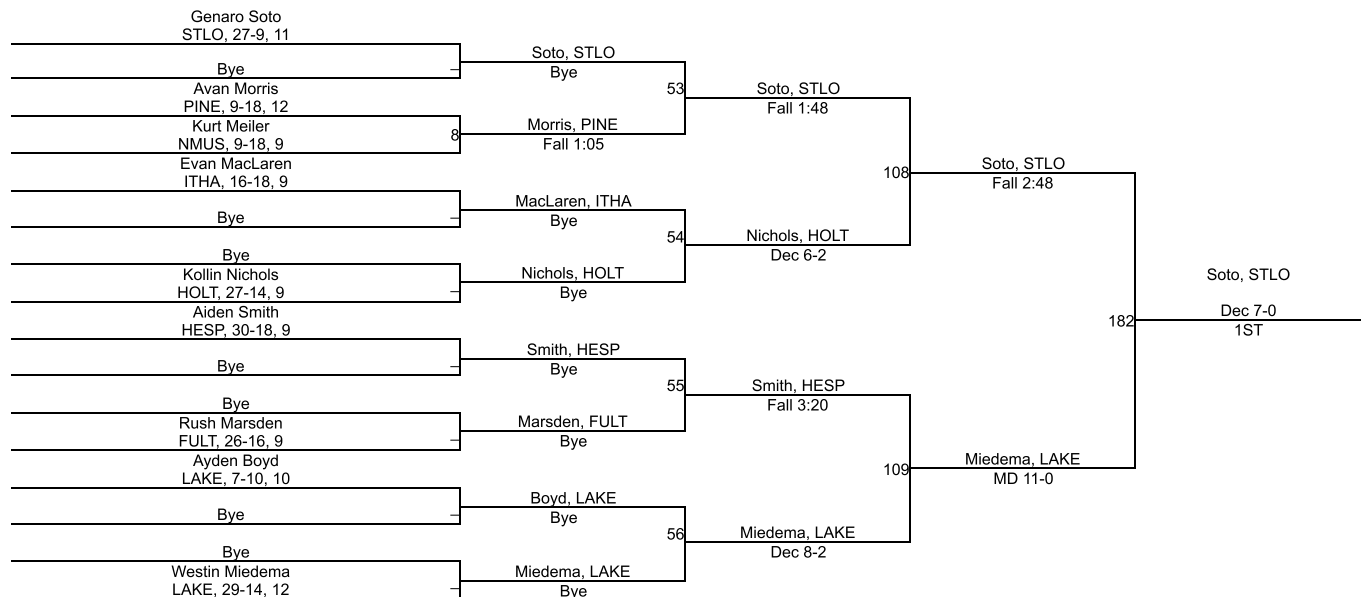 Genaro Soto
STLO, 27-9, 11
Bye
Avan Morris
PINE, 9-18, 12
Kurt Meiler
NMUS, 9-18, 9
Evan MacLaren
ITHA, 16-18, 9
Bye
Bye
Kollin Nichols
HOLT, 27-14, 9
Aiden Smith
HESP, 30-18, 9
Bye
Bye
Rush Marsden
FULT, 26-16, 9
Ayden Boyd
LAKE, 7-10, 10
Bye
Bye
Westin Miedema
LAKE, 29-14, 12
–
8
–
–
–
–
–
–
Soto, STLO
Bye
Morris, PINE
Fall 1:05
MacLaren, ITHA
Bye
Nichols, HOLT
Bye
Smith, HESP
Bye
Marsden, FULT
Bye
Boyd, LAKE
Bye
Miedema, LAKE
Bye
53
54
55
56
Soto, STLO
Fall 1:48
Nichols, HOLT
Dec 6-2
Smith, HESP
Fall 3:20
Miedema, LAKE
Dec 8-2
108
109
Soto, STLO
Fall 2:48
Miedema, LAKE
MD 11-0
182
Soto, STLO
Dec 7-0
1ST